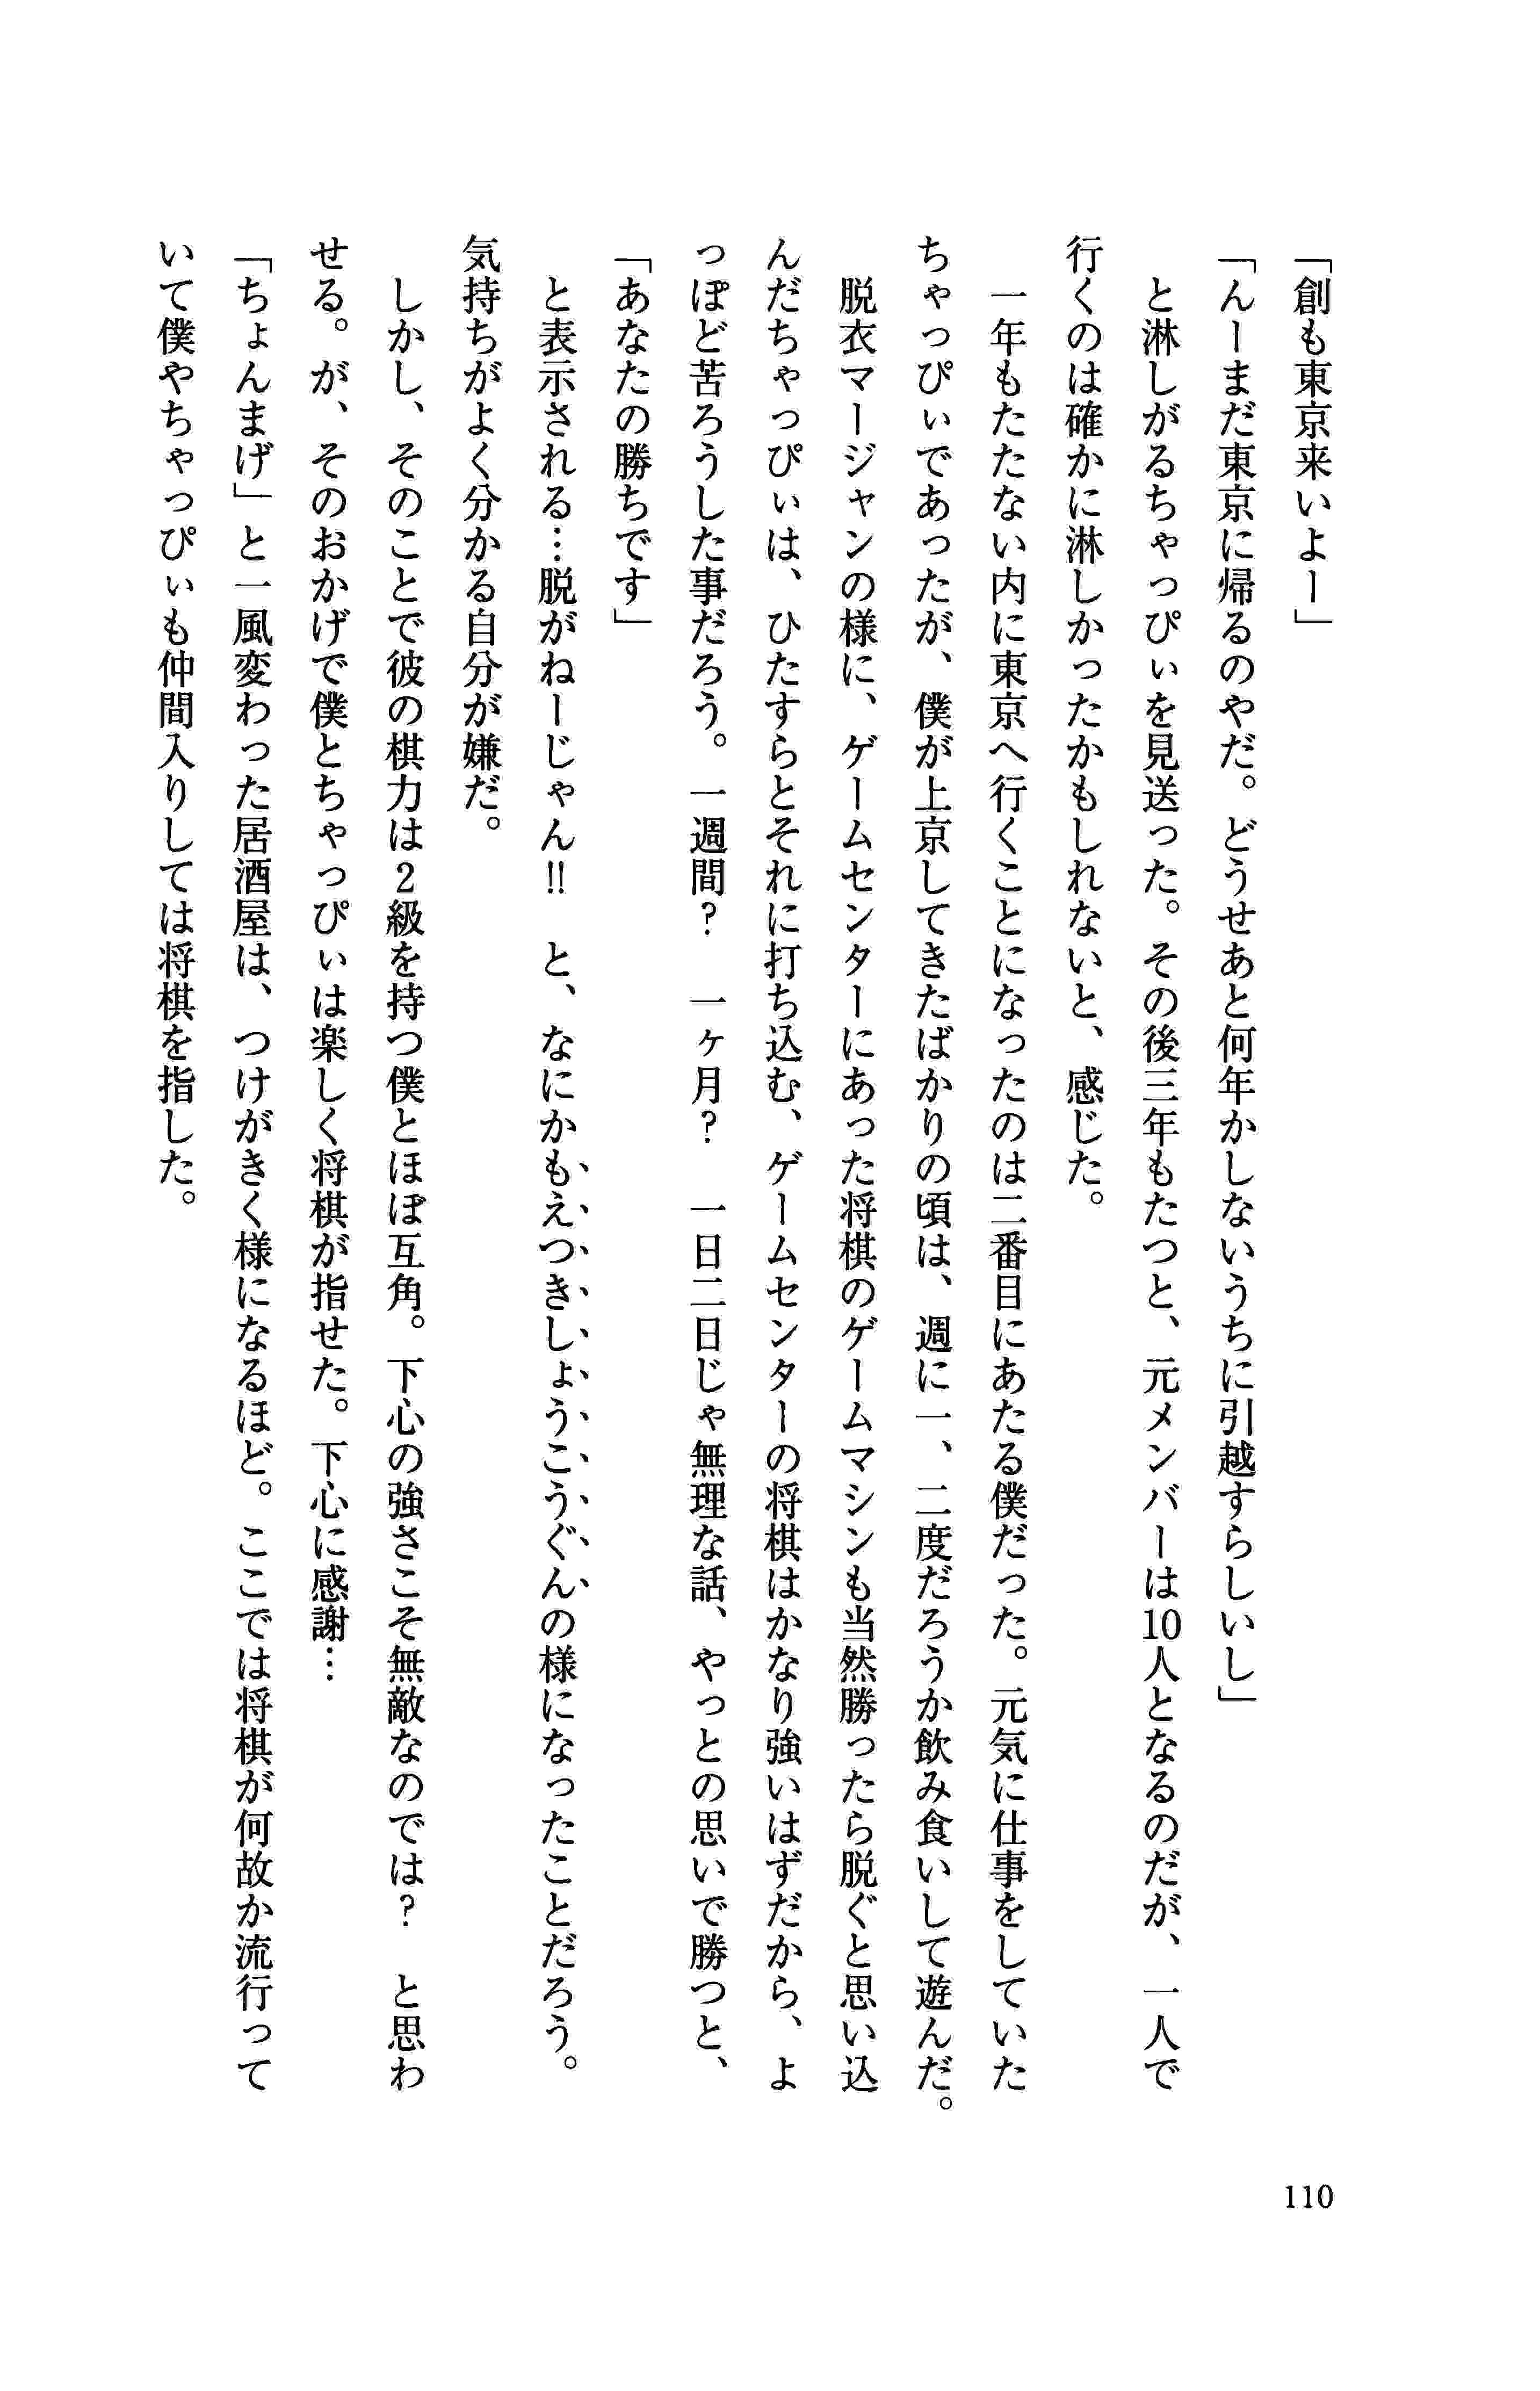 「創も東京来いよー」
「んーまだ東京に帰るのやだ。どうせあと何年かしないうちに引越すらしいし」
　と淋しがるちゃっぴぃを見送った。その後三年もたつと、元メンバーは10人となるのだが、一人で
行くのは確かに淋しかったかもしれないと、感じた。
　一年もたたない内に東京へ行くことになったのは二番目にあたる僕だった。元気に仕事をしていた
ちゃっぴぃであったが、僕が上京してきたばかりの頃は、週に一、二度だろうか飲み食いして遊んだ。
　脱衣マージャンの様に、ゲームセンターにあった将棋のゲームマシンも当然勝ったら脱ぐと思い込
んだちゃっぴぃは、ひたすらとそれに打ち込む、ゲームセンターの将棋はかなり強いはずだから、よ
っぽど苦ろうした事だろう。一週間？　一ヶ月？　一日二日じゃ無理な話、やっとの思いで勝つと、
「あなたの勝ちです」
　と表示される…脱がねーじゃん!!　と、なにかもえつきしょうこうぐんの様になったことだろう。
気持ちがよく分かる自分が嫌だ。
　しかし、そのことで彼の棋力は2級を持つ僕とほぼ互角。下心の強さこそ無敵なのでは？　と思わ
せる。が、そのおかげで僕とちゃっぴぃは楽しく将棋が指せた。下心に感謝…
「ちょんまげ」と一風変わった居酒屋は、つけがきく様になるほど。ここでは将棋が何故か流行って
いて僕やちゃっぴぃも仲間入りしては将棋を指した。
110